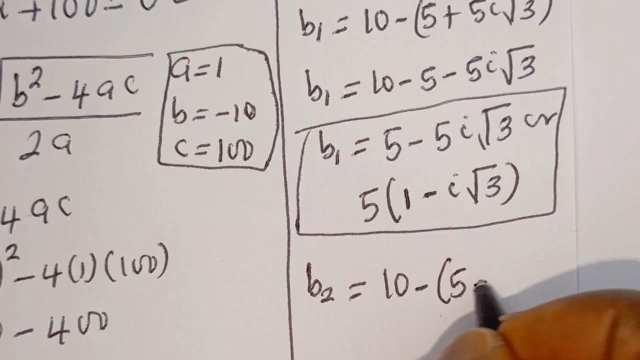 +100 =
b² - 4ac
2a
a = 1
b = -10
c = 100
4ac
² - 4(1)(100)
- 400
b₁ = 10 - (5 + 5i√3)
b₁ = 10 - 5 - 5i√3
b₁ = 5 - 5i√3 or
5(1 - i√3)
b₂ = 10 - (5